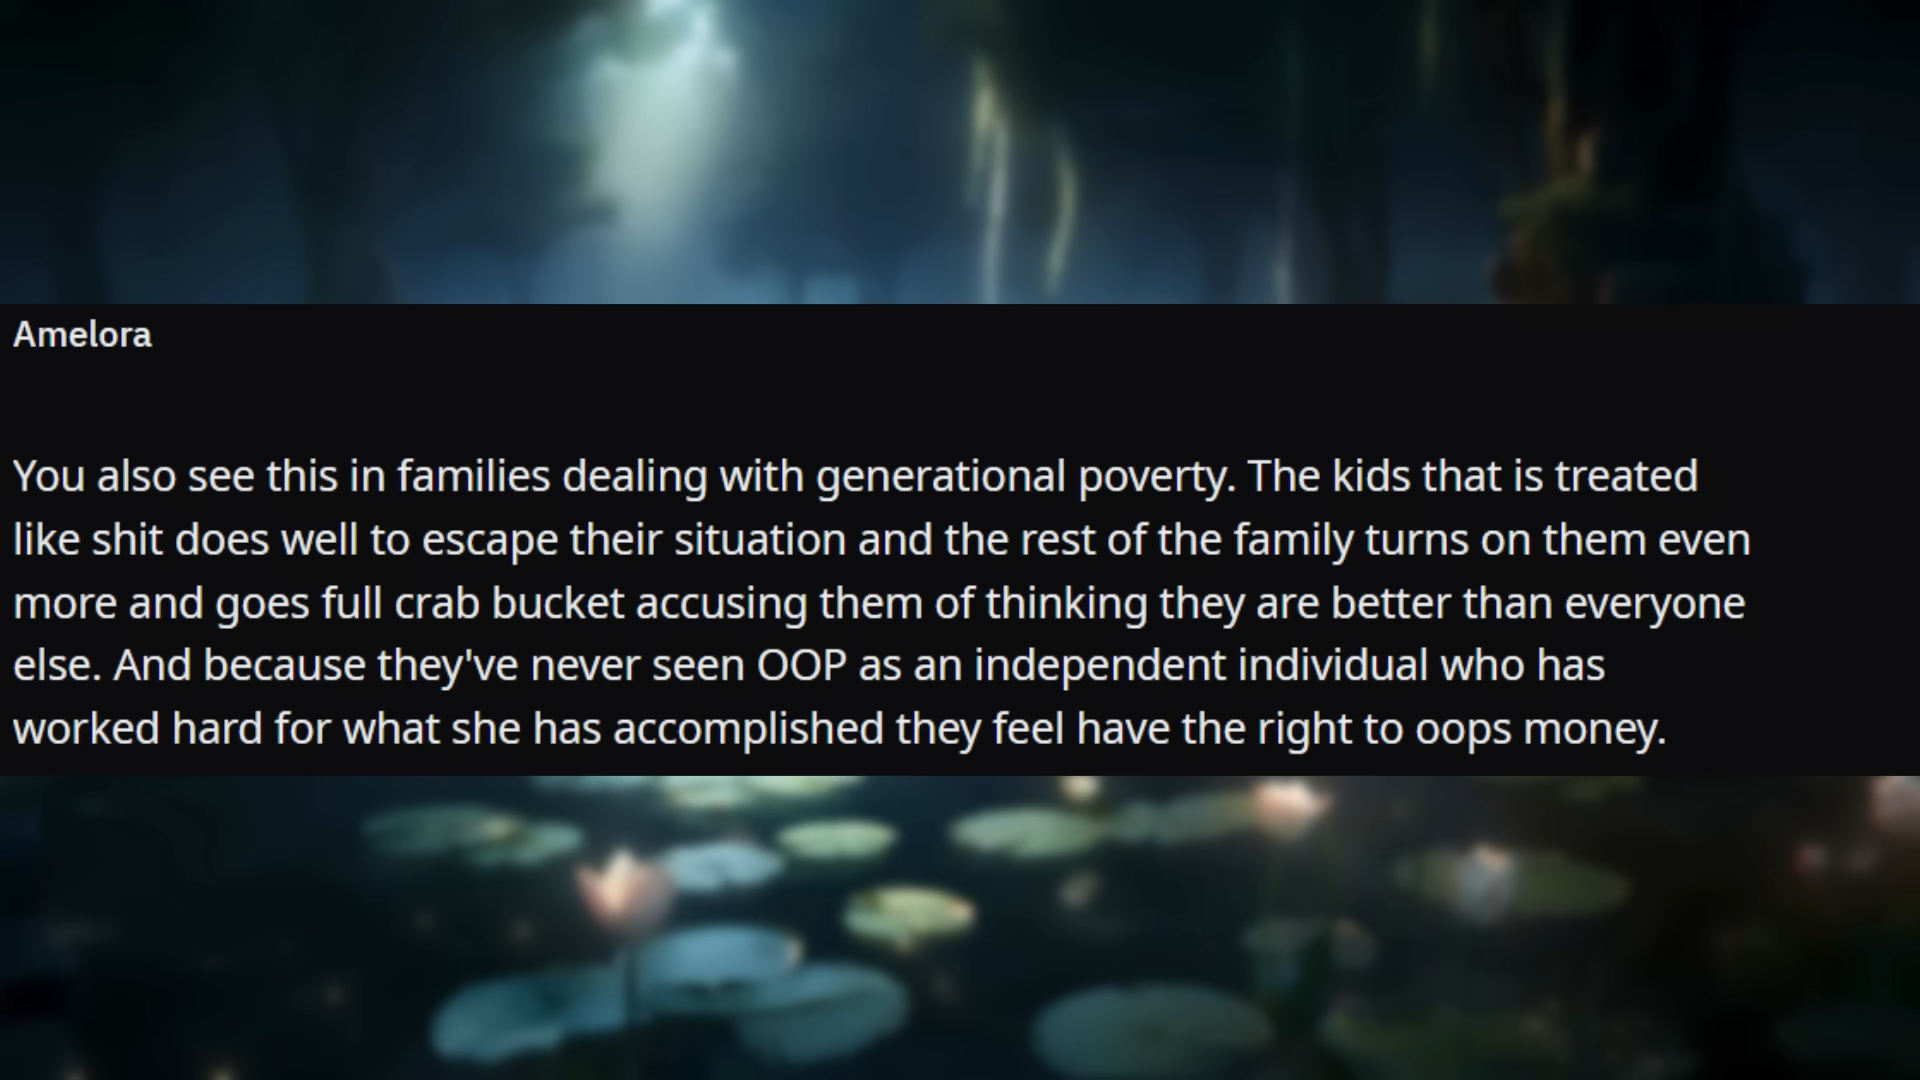 Amelora
You also see this in families dealing with generational poverty. The kids that is treated
like shit does well to escape their situation and the rest of the family turns on them even
more and goes full crab bucket accusing them of thinking they are better than everyone
else. And because they've never seen OOP as an independent individual who has
worked hard for what she has accomplished they feel have the right to oops money.